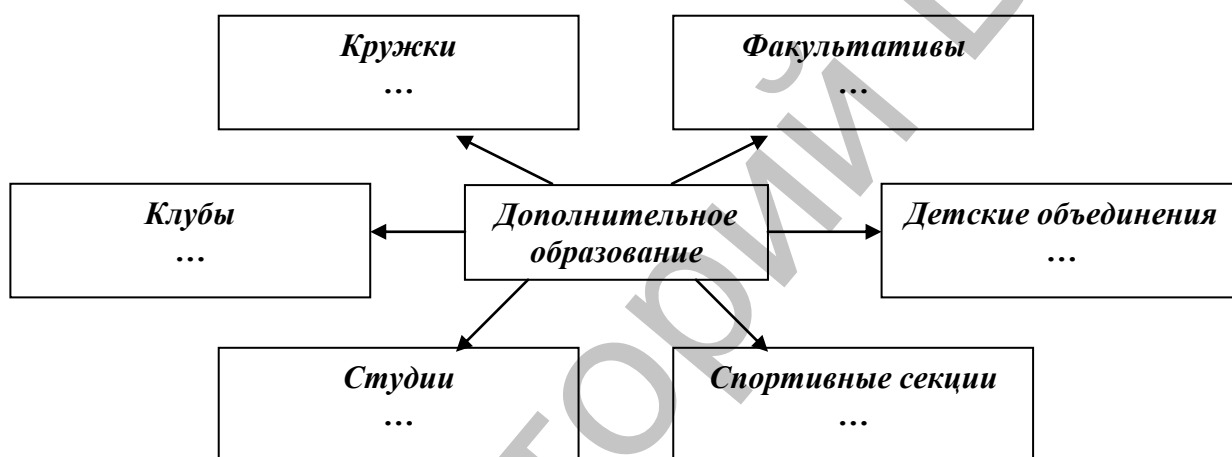 Кружки
…
Факультативы
…
Клубы
…
Дополнительное
образование
Детские объединения
…
Студии
…
Спортивные секции
…